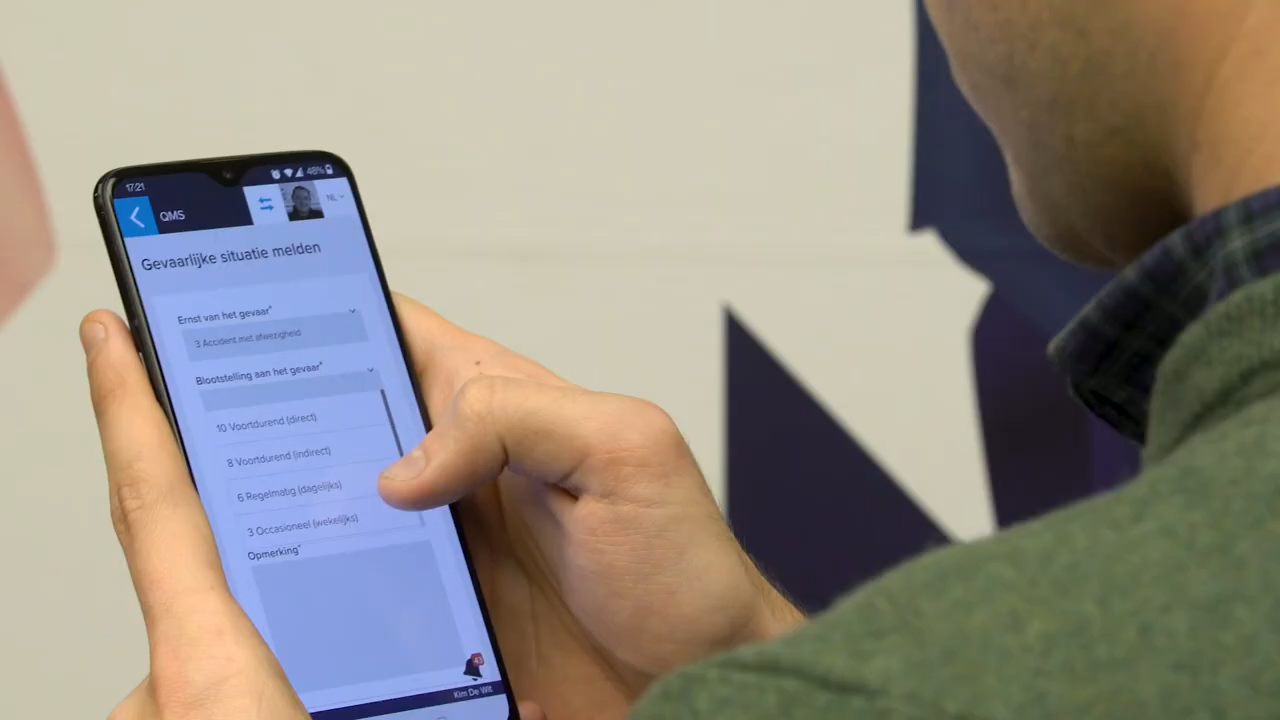 17:21
48%
QMS
NL
Gevaarlijke situatie melden
Ernst van het gevaar*
3 Accident met afwezigheid
Blootstelling aan het gevaar*
10 Voortdurend (direct)
8 Voortdurend (indirect)
6 Regelmatig (dagelijks)
3 Occasioneel (wekelijks)
Opmerking*
Kim De Wit